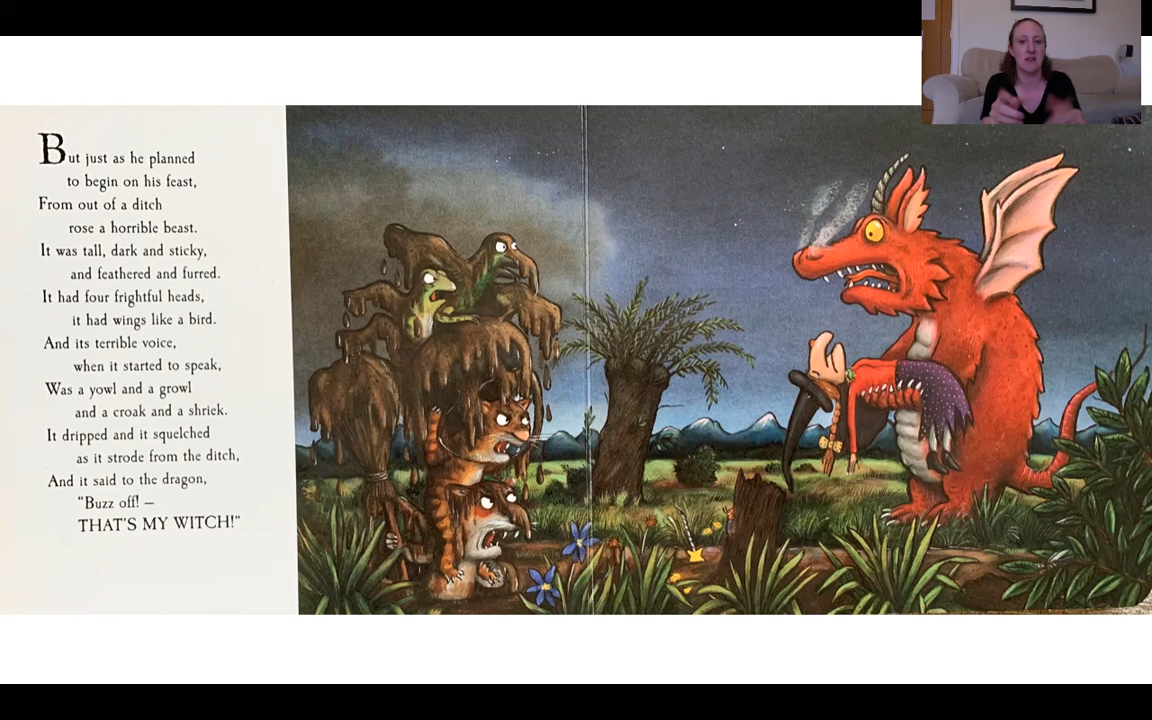 But just as he planned
to begin on his feast,
From out of a ditch
rose a horrible beast.
It was tall, dark and sticky,
and feathered and furred.
It had four frightful heads,
it had wings like a bird.
And its terrible voice,
when it started to speak,
Was a yowl and a growl
and a croak and a shriek.
It dripped and it squelched
as it strode from the ditch,
And it said to the dragon,
"Buzz off! —
THAT'S MY WITCH!"